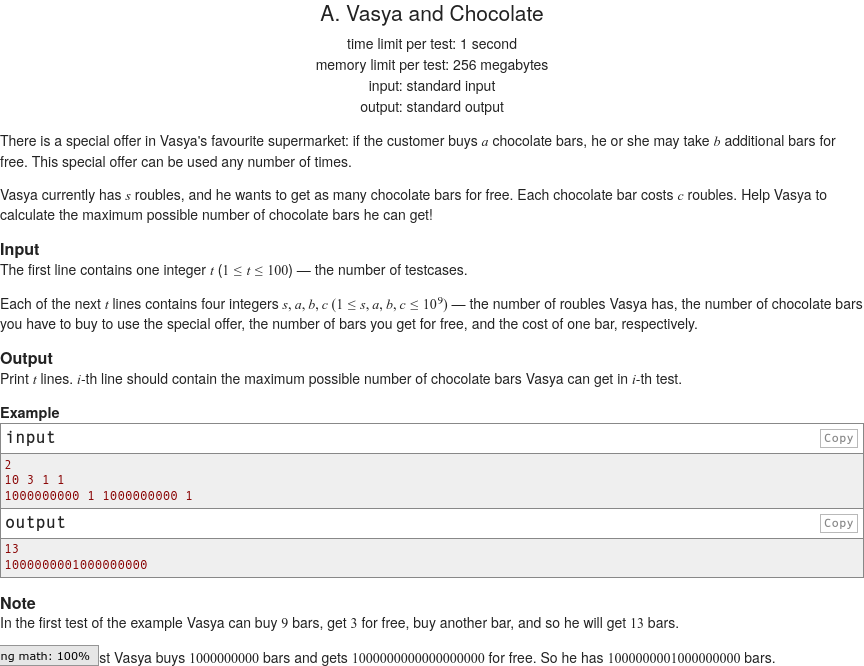 A. Vasya and Chocolate
time limit per test: 1 second
memory limit per test: 256 megabytes
input: standard input
output: standard output
There is a special offer in Vasya's favourite supermarket: if the customer buys a chocolate bars, he or she may take b additional bars for
free. This special offer can be used any number of times.
Vasya currently has s roubles, and he wants to get as many chocolate bars for free. Each chocolate bar costs c roubles. Help Vasya to
calculate the maximum possible number of chocolate bars he can get!
Input
The first line contains one integer t (1 ≤ t ≤ 100) — the number of testcases.
Each of the next t lines contains four integers s, a, b, c (1 ≤ s, a, b, c ≤ 10⁹) — the number of roubles Vasya has, the number of chocolate bars
you have to buy to use the special offer, the number of bars you get for free, and the cost of one bar, respectively.
Output
Print t lines. i-th line should contain the maximum possible number of chocolate bars Vasya can get in i-th test.
Example
input Copy
2
10 3 1 1
1000000000 1 1000000000 1
output Copy
13
1000000001000000000
Note
In the first test of the example Vasya can buy 9 bars, get 3 for free, buy another bar, and so he will get 13 bars.
ng math: 100% st Vasya buys 1000000000 bars and gets 1000000000000000000 for free. So he has 1000000001000000000 bars.